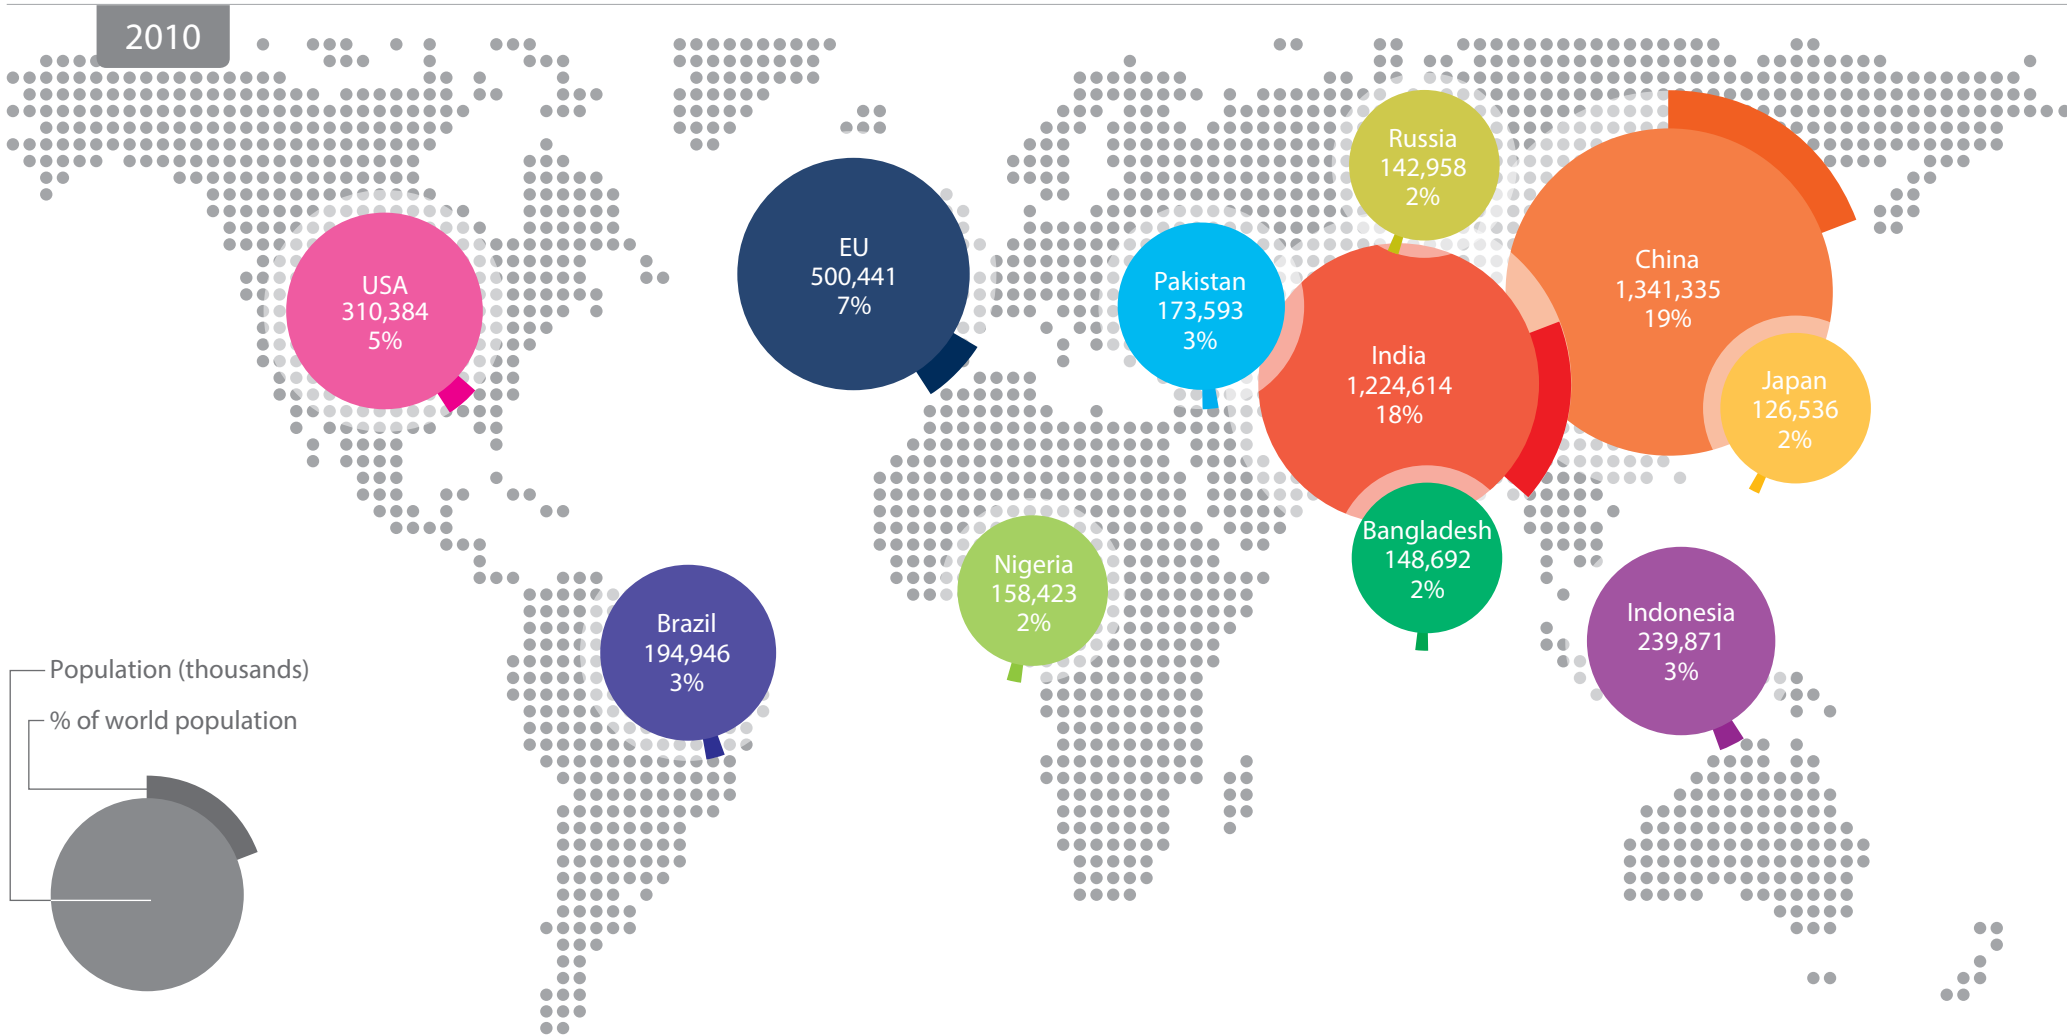 2010
Russia
142,958
2%
China
1,341,335
19%
EU
500,441
7%
USA
310,384
5%
Pakistan
173,593
3%
India
1,224,614
18%
Japan
126,536
2%
Bangladesh
148,692
2%
Nigeria
158,423
2%
Brazil
194,946
3%
Indonesia
239,871
3%
Population (thousands)
% of world population